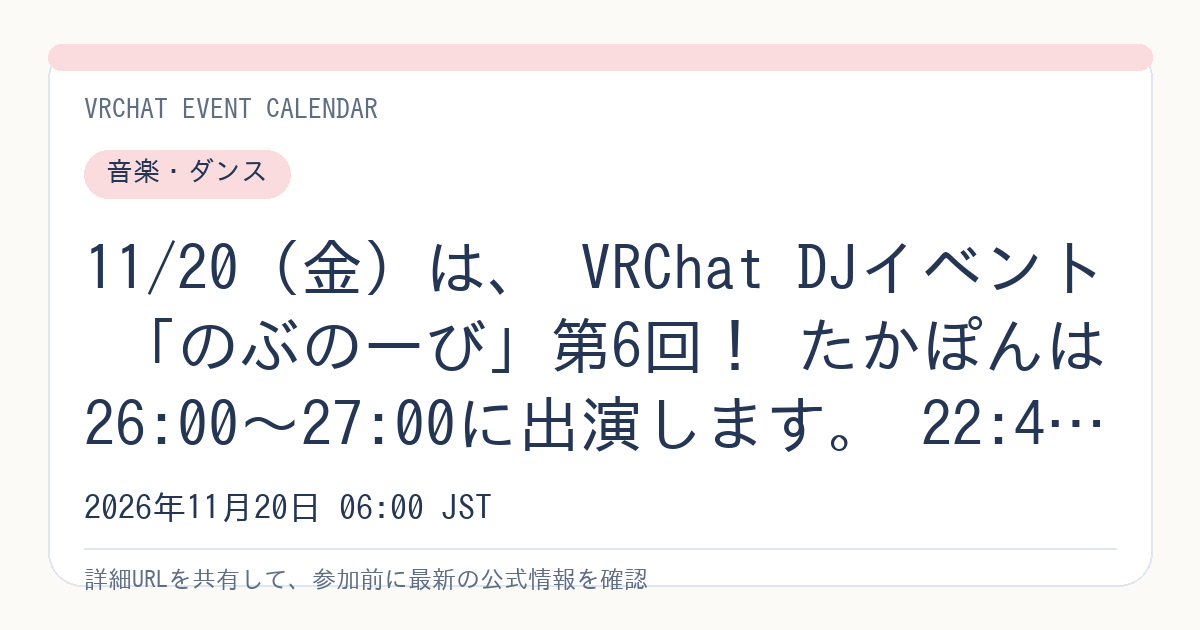 VRCHAT EVENT CALENDAR
音楽・ダンス
11/20（金）は、 VRChat DJイベント
「のぶのーび」第6回！ たかぽんは
26:00～27:00に出演します。 22:4…
2026年11月20日 06:00 JST
詳細URLを共有して、参加前に最新の公式情報を確認